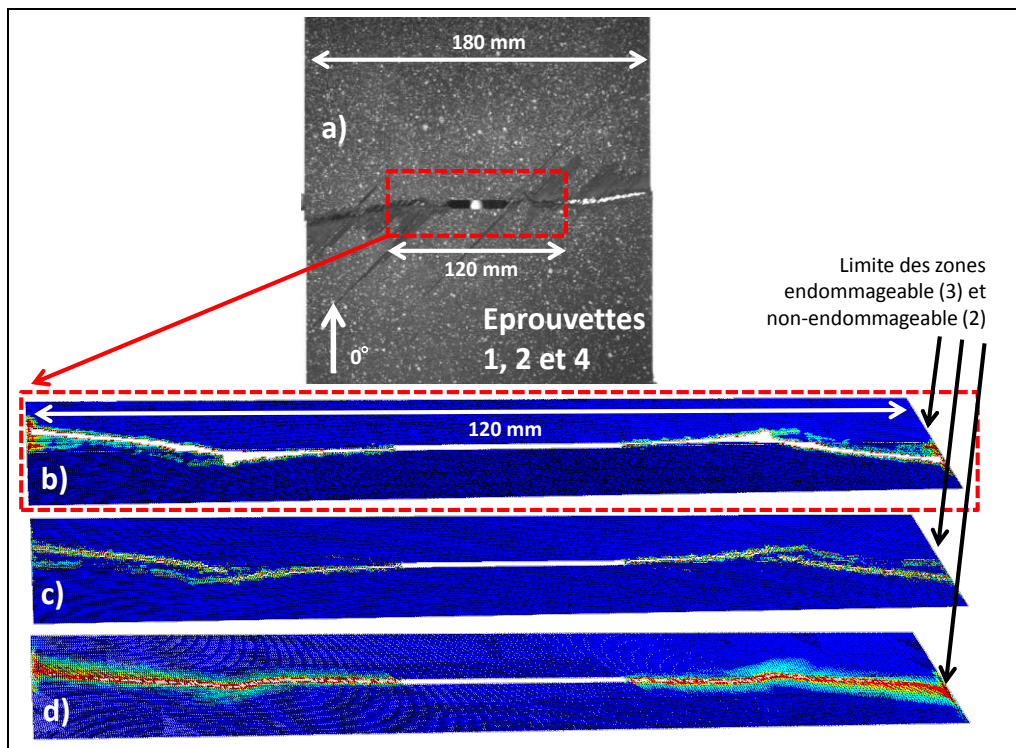 180 mm
a)
120 mm
Eprouvettes
1, 2 et 4
0°
Limite des zones
endommageable (3) et
non-endommageable (2)
120 mm
b)
c)
d)